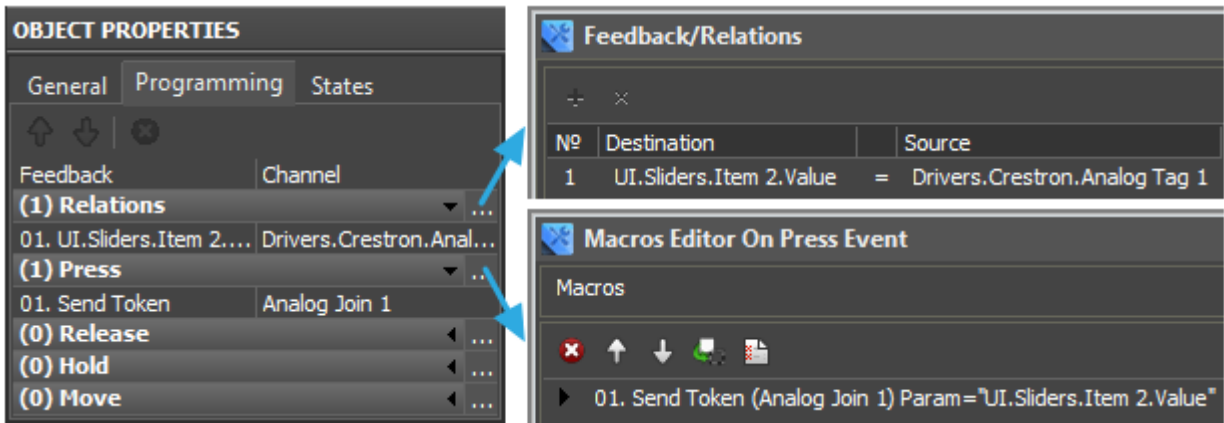 OBJECT PROPERTIES
General Programming States
Feedback Channel
(1) Relations ...
01. UI.Sliders.Item 2.... Drivers.Crestron.Anal...
(1) Press ...
01. Send Token Analog Join 1
(0) Release ...
(0) Hold ...
(0) Move ...
Feedback/Relations
Nº Destination Source
1 UI.Sliders.Item 2.Value = Drivers.Crestron.Analog Tag 1
Macros Editor On Press Event
Macros
01. Send Token (Analog Join 1) Param="UI.Sliders.Item 2.Value"